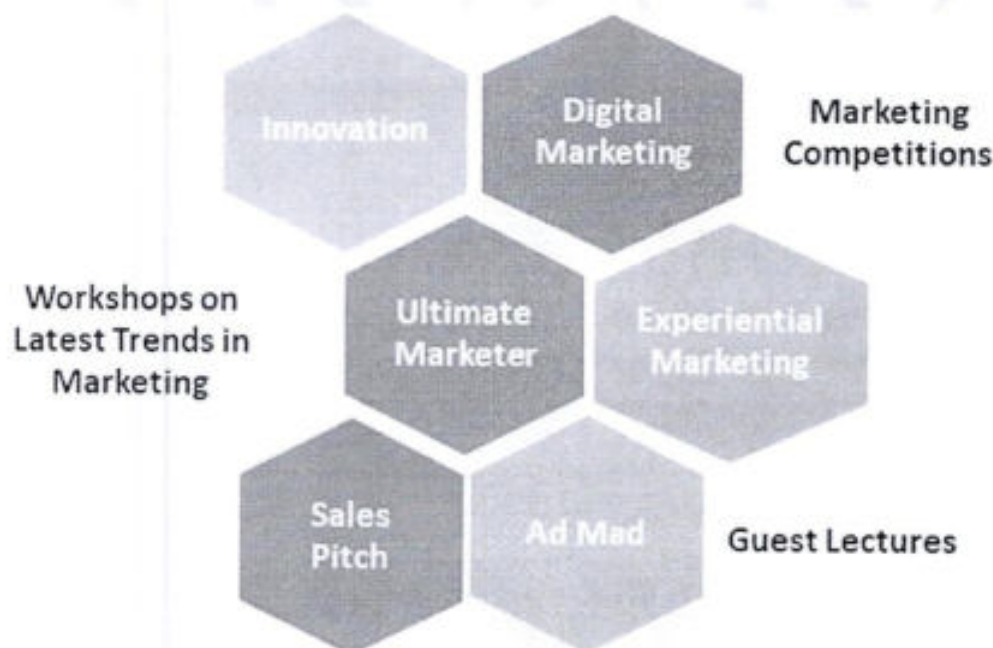 Innovation
Digital
Marketing
Marketing
Competitions
Workshops on
Latest Trends in
Marketing
Ultimate
Marketer
Experiential
Marketing
Sales
Pitch
Ad Mad
Guest Lectures